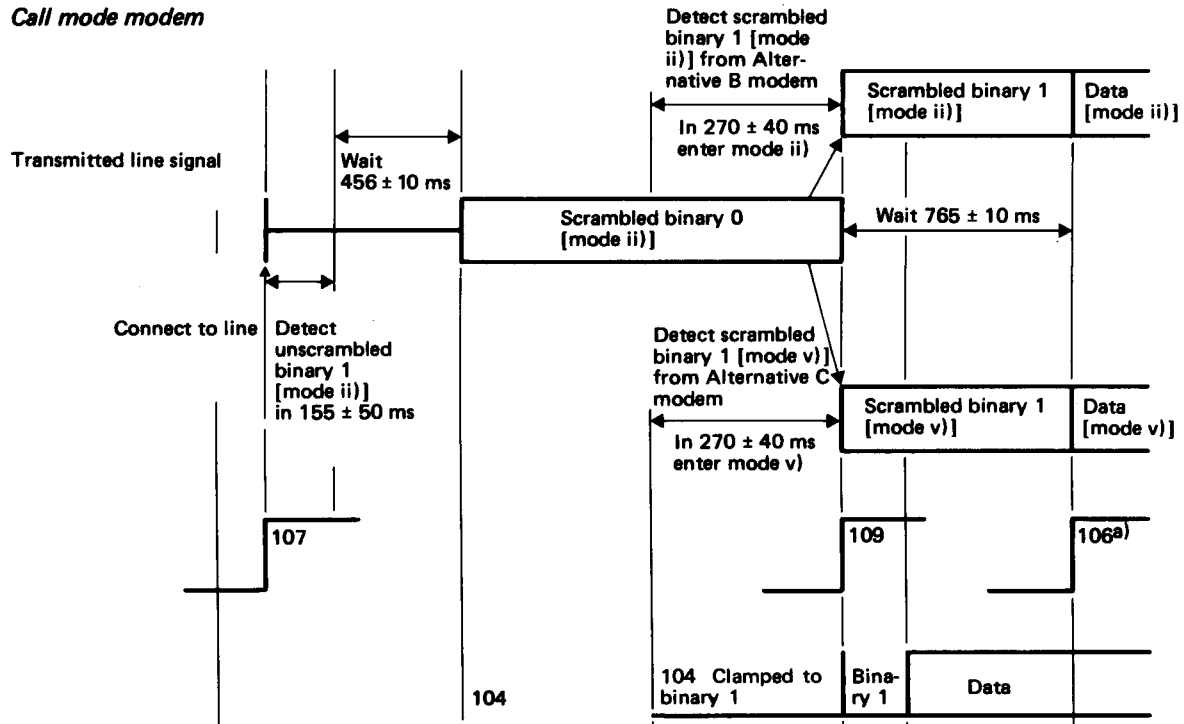 Call mode modem
Detect scrambled
binary 1 [mode
ii)] from Alter-
native B modem
In 270 ± 40 ms
enter mode ii)
Scrambled binary 1
[mode ii)]
Data
[mode ii)]
Transmitted line signal
Wait
456 ± 10 ms
Scrambled binary 0
[mode ii)]
Wait 765 ± 10 ms
Connect to line
Detect
unscrambled
binary 1
[mode ii)]
in 155 ± 50 ms
Detect scrambled
binary 1 [mode v)]
from Alternative C
modem
In 270 ± 40 ms
enter mode v)
Scrambled binary 1
[mode v)]
Data
[mode v)]
107
109
106a)
104
104 Clamped to
binary 1
Bina-
ry 1
Data